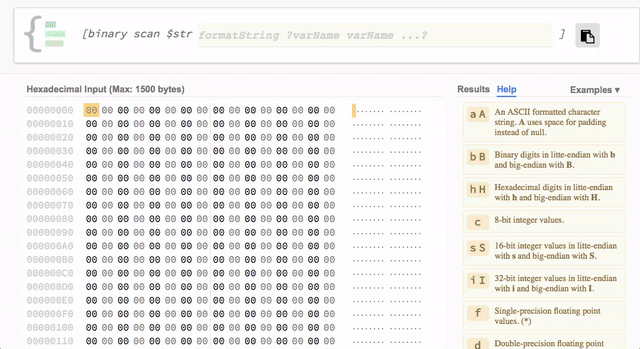 [binary scan $str formatString ?varName varName ...? ]
Hexadecimal Input (Max: 1500 bytes)
Results Help Examples ▾
00000000 00 00 00 00 00 00 00 00 00 00 00 00 00 00 00 00 ........ ........
00000010 00 00 00 00 00 00 00 00 00 00 00 00 00 00 00 00 ........ ........
00000020 00 00 00 00 00 00 00 00 00 00 00 00 00 00 00 00 ........ ........
00000030 00 00 00 00 00 00 00 00 00 00 00 00 00 00 00 00 ........ ........
00000040 00 00 00 00 00 00 00 00 00 00 00 00 00 00 00 00 ........ ........
00000050 00 00 00 00 00 00 00 00 00 00 00 00 00 00 00 00 ........ ........
00000060 00 00 00 00 00 00 00 00 00 00 00 00 00 00 00 00 ........ ........
00000070 00 00 00 00 00 00 00 00 00 00 00 00 00 00 00 00 ........ ........
00000080 00 00 00 00 00 00 00 00 00 00 00 00 00 00 00 00 ........ ........
00000090 00 00 00 00 00 00 00 00 00 00 00 00 00 00 00 00 ........ ........
000000A0 00 00 00 00 00 00 00 00 00 00 00 00 00 00 00 00 ........ ........
000000B0 00 00 00 00 00 00 00 00 00 00 00 00 00 00 00 00 ........ ........
000000C0 00 00 00 00 00 00 00 00 00 00 00 00 00 00 00 00 ........ ........
000000D0 00 00 00 00 00 00 00 00 00 00 00 00 00 00 00 00 ........ ........
000000E0 00 00 00 00 00 00 00 00 00 00 00 00 00 00 00 00 ........ ........
000000F0 00 00 00 00 00 00 00 00 00 00 00 00 00 00 00 00 ........ ........
00000100 00 00 00 00 00 00 00 00 00 00 00 00 00 00 00 00 ........ ........
00000110 00 00 00 00 00 00 00 00 00 00 00 00 00 00 00 00 ........ ........
a A An ASCII formatted character
string. A uses space for padding
instead of null.
b B Binary digits in litte-endian with b
and big-endian with B.
h H Hexadecimal digits in litte-endian
with h and big-endian with H.
c 8-bit integer values.
s S 16-bit integer values in litte-endian
with s and big-endian with S.
i I 32-bit integer values in litte-endian
with i and big-endian with I.
f Single-precision floating point
values. (*)
d Double-precision floating point